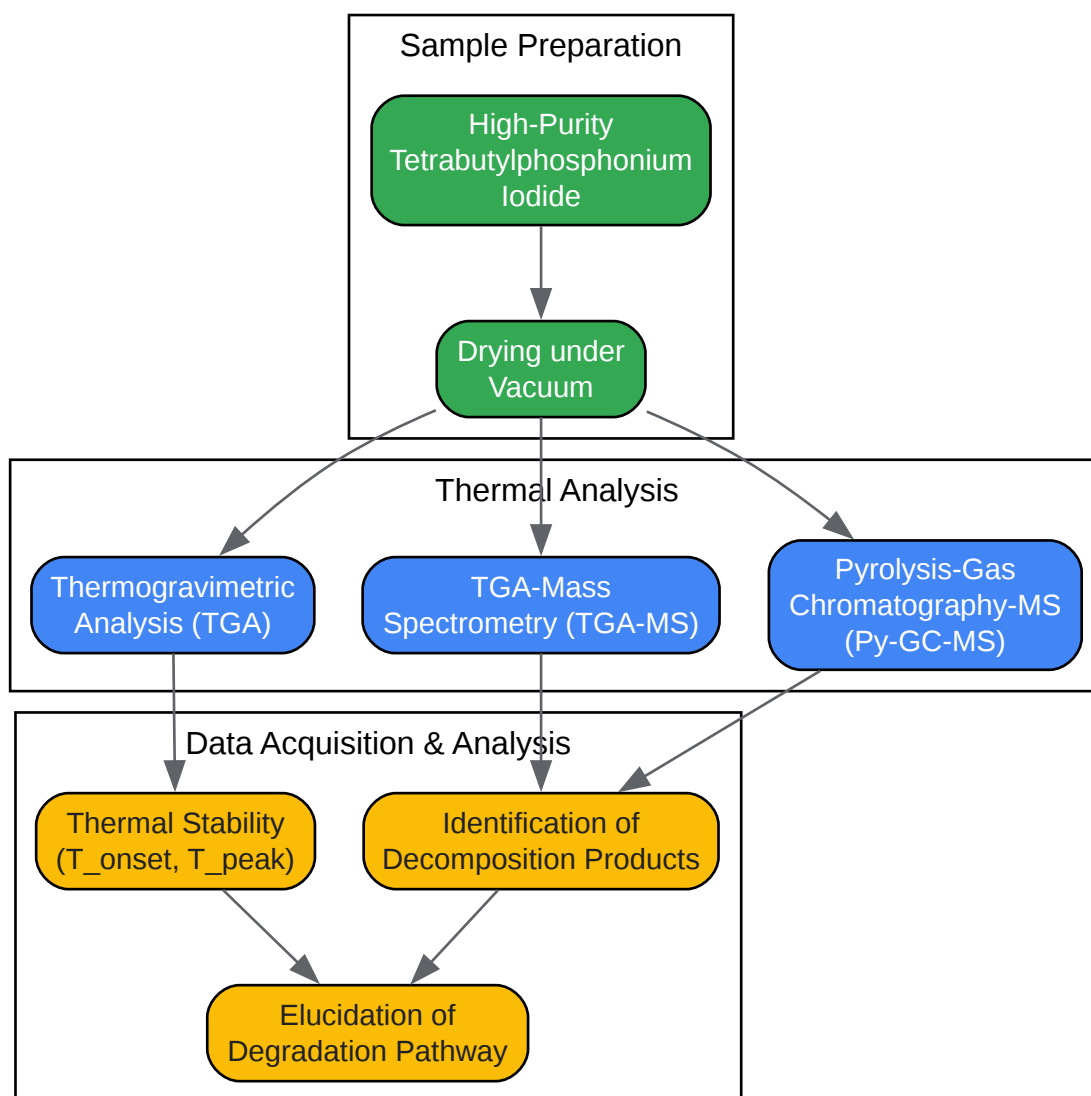 Sample Preparation
High-Purity
Tetrabutylphosphonium
Iodide
Drying under
Vacuum
Thermal Analysis
Thermogravimetric
Analysis (TGA)
TGA-Mass
Spectrometry (TGA-MS)
Pyrolysis-Gas
Chromatography-MS
(Py-GC-MS)
Data Acquisition & Analysis
Thermal Stability
(T_onset, T_peak)
Identification of
Decomposition Products
Elucidation of
Degradation Pathway